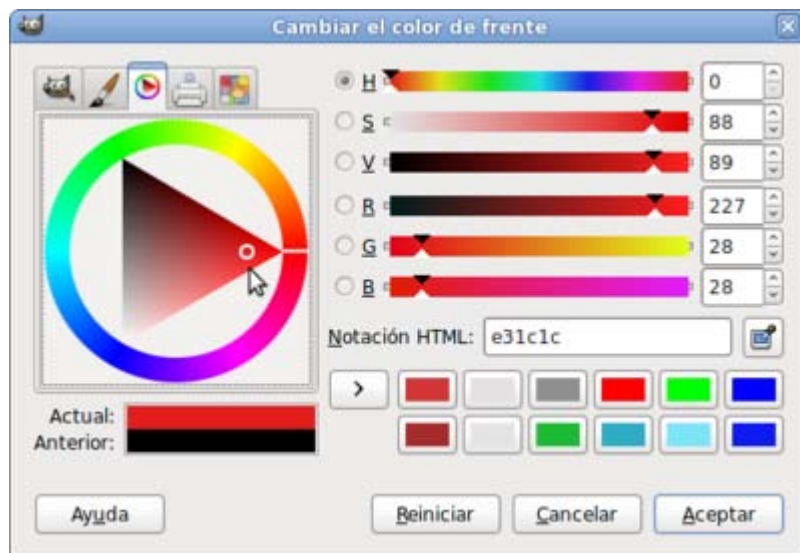 Cambiar el color de frente
H 0
S 88
V 89
R 227
G 28
B 28
Notación HTML: e31c1c
>
Actual:
Anterior:
Ayuda Reiniciar Cancelar Aceptar